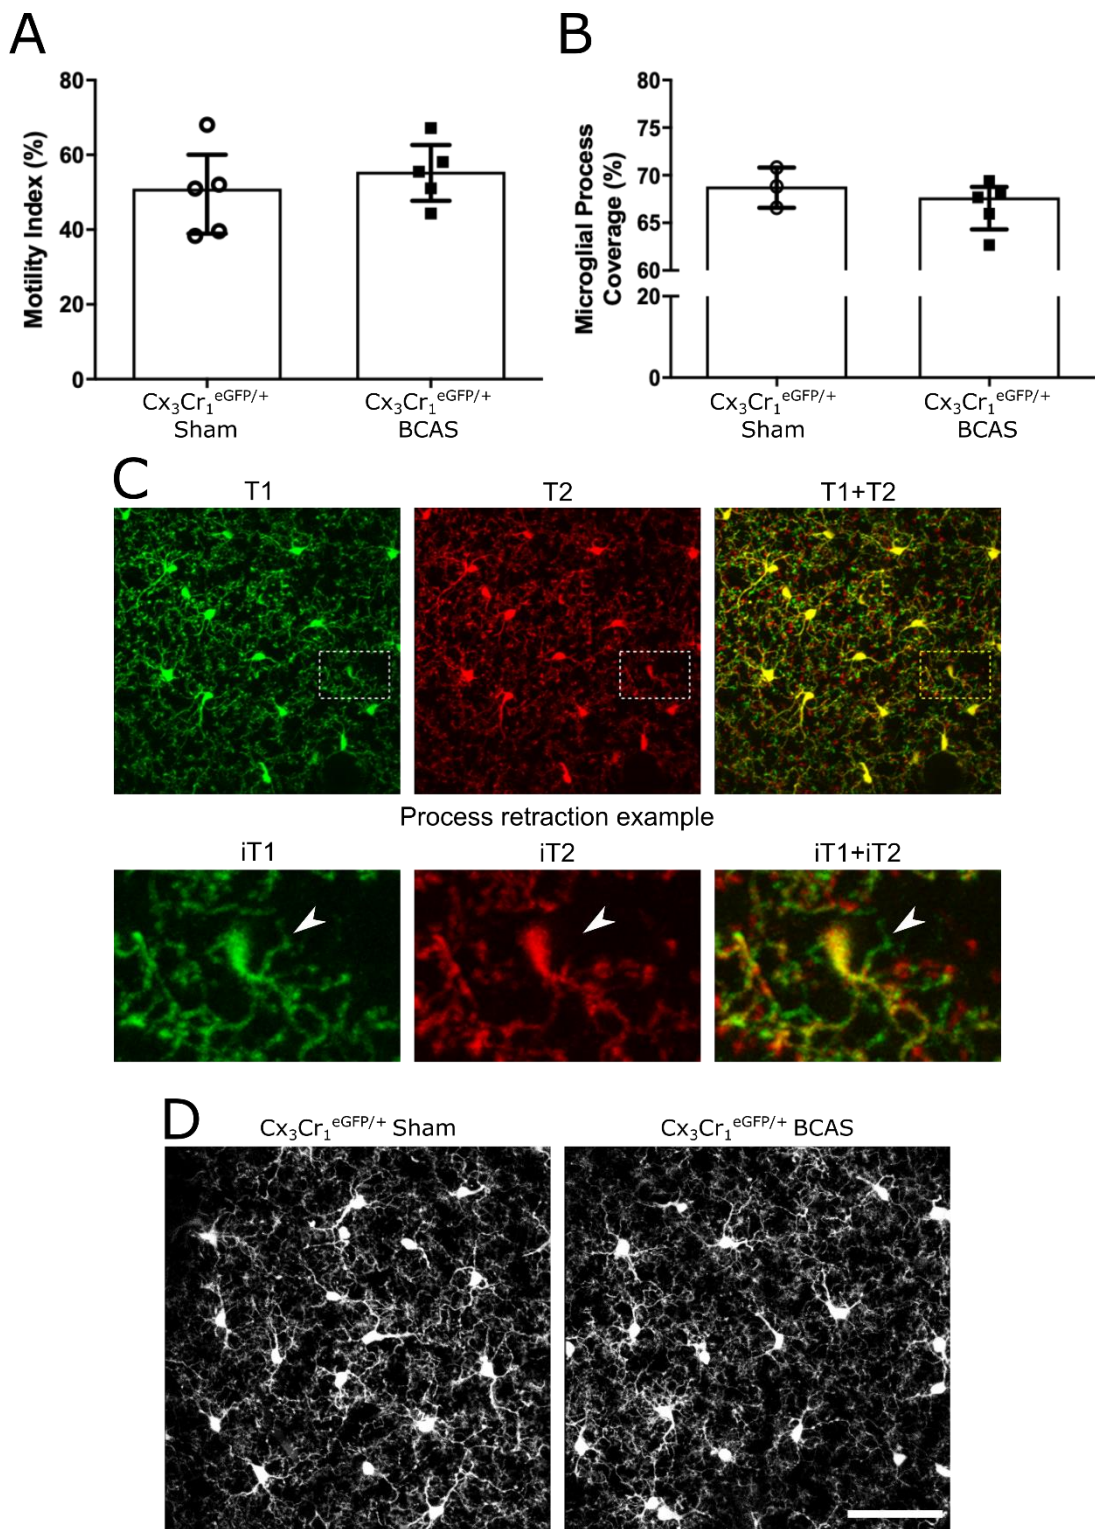 A
B
80
60
40
20
0
Motility Index (%)
Cx₃Cr₁ᵉᴳᶠᴾ/⁺
Sham
Cx₃Cr₁ᵉᴳᶠᴾ/⁺
BCAS
80
75
70
65
60
20
0
Microglial Process
Coverage (%)
Cx₃Cr₁ᵉᴳᶠᴾ/⁺
Sham
Cx₃Cr₁ᵉᴳᶠᴾ/⁺
BCAS
C
T1
T2
T1+T2
Process retraction example
iT1
iT2
iT1+iT2
D
Cx₃Cr₁ᵉᴳᶠᴾ/⁺ Sham
Cx₃Cr₁ᵉᴳᶠᴾ/⁺ BCAS